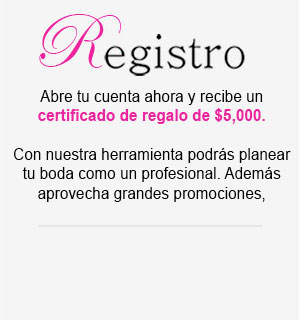 Registro
Abre tu cuenta ahora y recibe un
certificado de regalo de $5,000.
Con nuestra herramienta podrás planear
tu boda como un profesional. Además
aprovecha grandes promociones,